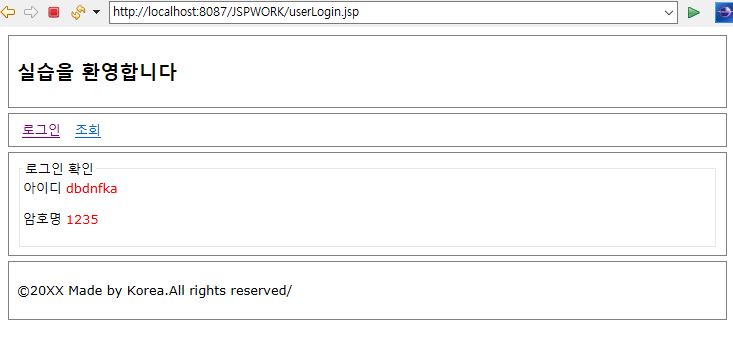 http://localhost:8087/JSPWORK/userLogin.jsp
실습을 환영합니다
로그인 조회
로그인 확인
아이디 dbdnfka
암호명 1235
©20XX Made by Korea.All rights reserved/